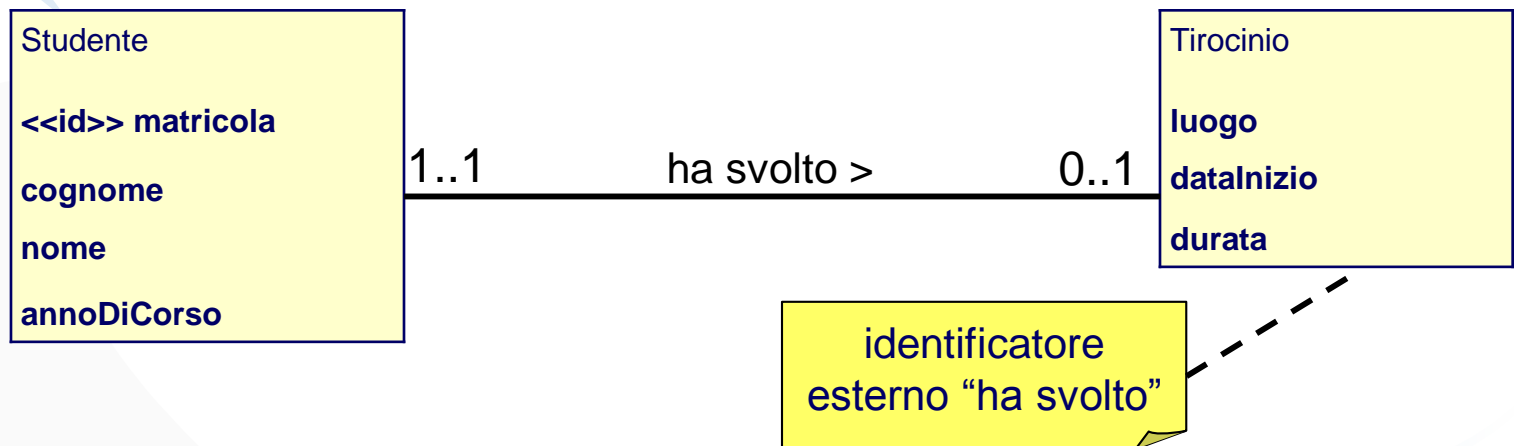 Studente
<<id>> matricola
cognome
nome
annoDiCorso
1..1
ha svolto >
0..1
Tirocinio
luogo
dataInizio
durata
identificatore
esterno “ha svolto”